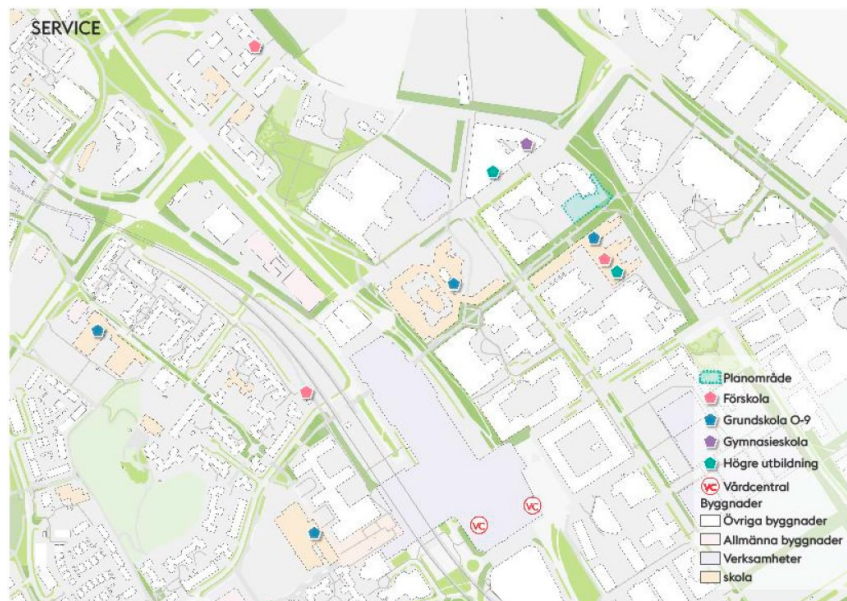 SERVICE
Planområde
Förskola
Grundskola 0-9
Gymnasieskola
Högre utbildning
VC Vårdcentral
Byggnader
Övriga byggnader
Allmänna byggnader
Verksamheter
skola
VC
VC